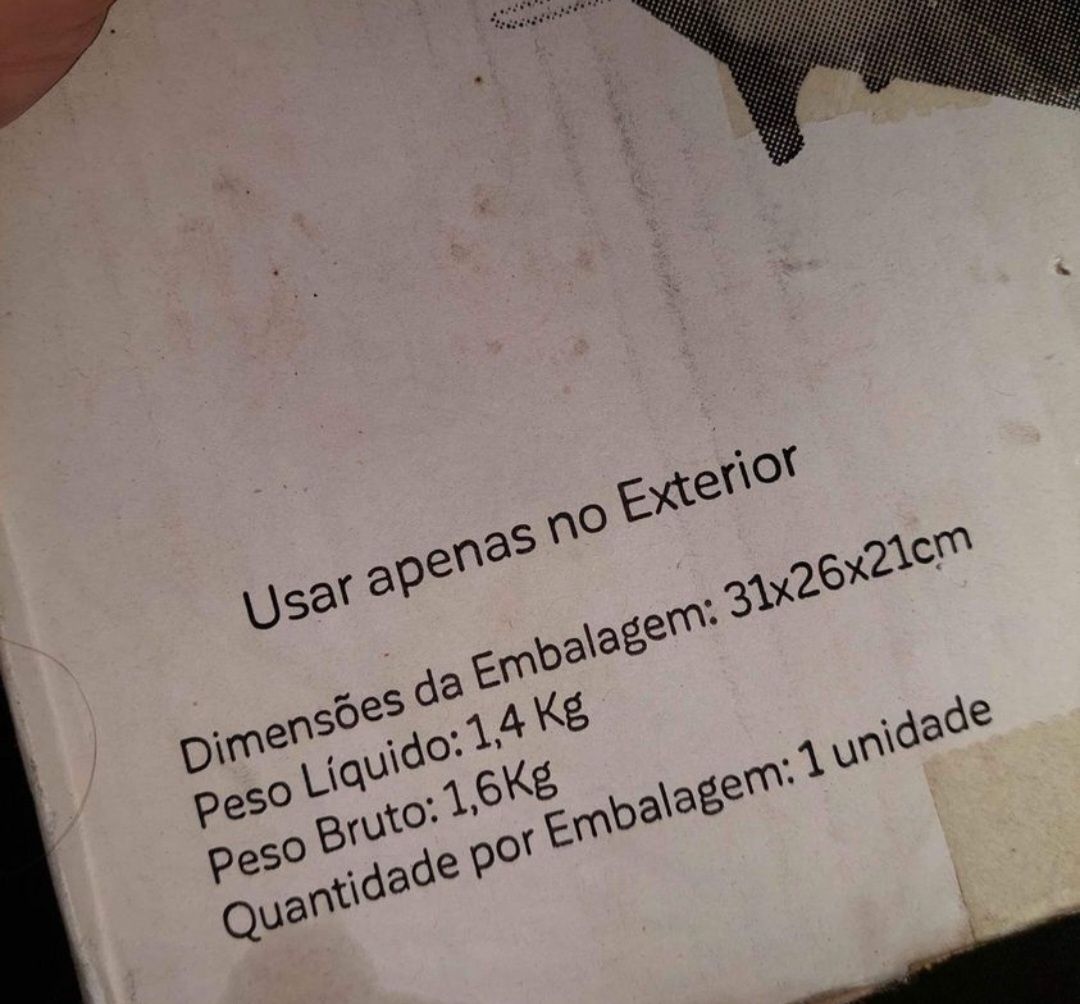 Usar apenas no Exterior
Dimensões da Embalagem: 31x26x21cm
Peso Líquido: 1,4 Kg
Peso Bruto: 1,6Kg
Quantidade por Embalagem: 1 unidade